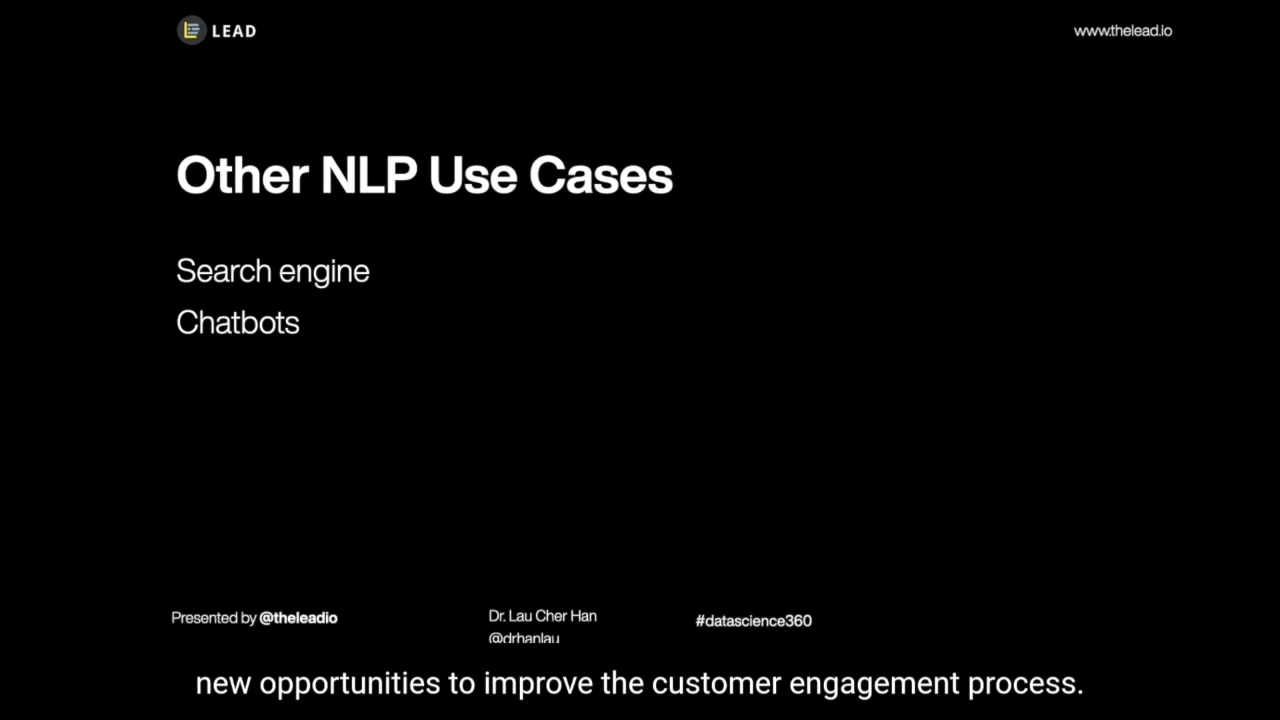 LEAD
www.thelead.io
Other NLP Use Cases
Search engine
Chatbots
Presented by @theleadio
Dr. Lau Cher Han
@drhanlau
#datascience360
new opportunities to improve the customer engagement process.